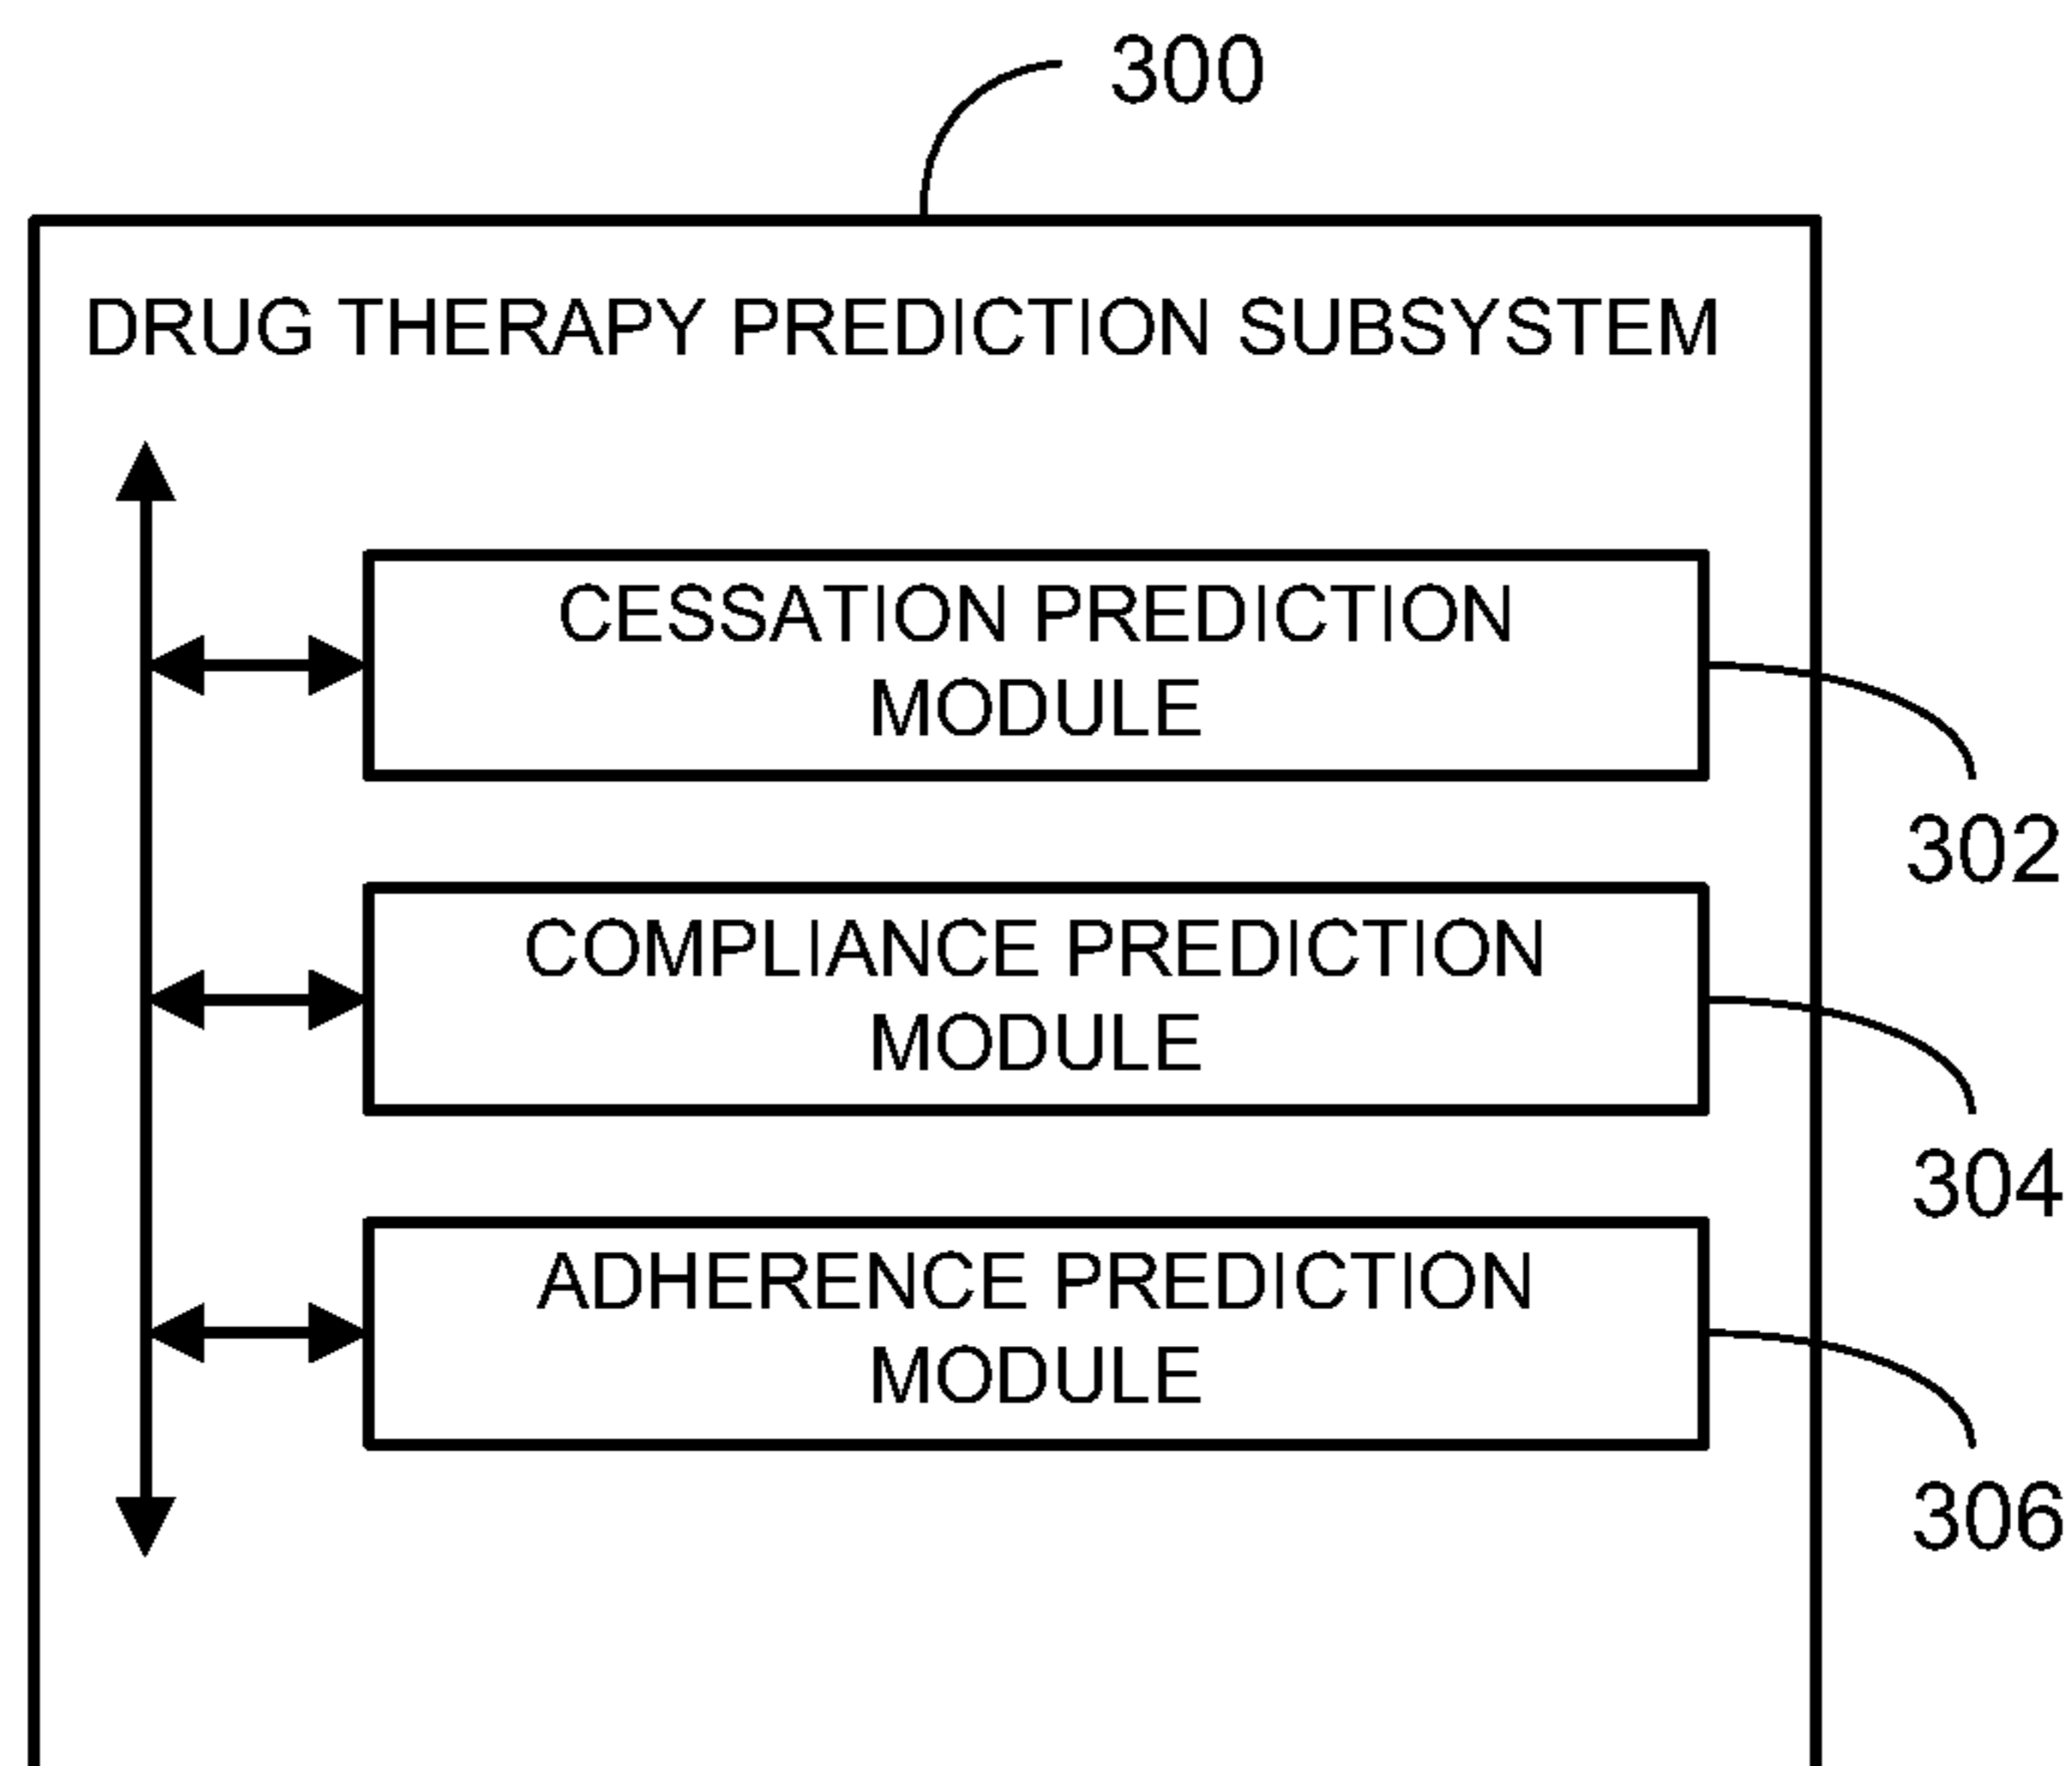 300
DRUG THERAPY PREDICTION SUBSYSTEM
CESSATION PREDICTION
MODULE
302
COMPLIANCE PREDICTION
MODULE
304
ADHERENCE PREDICTION
MODULE
306